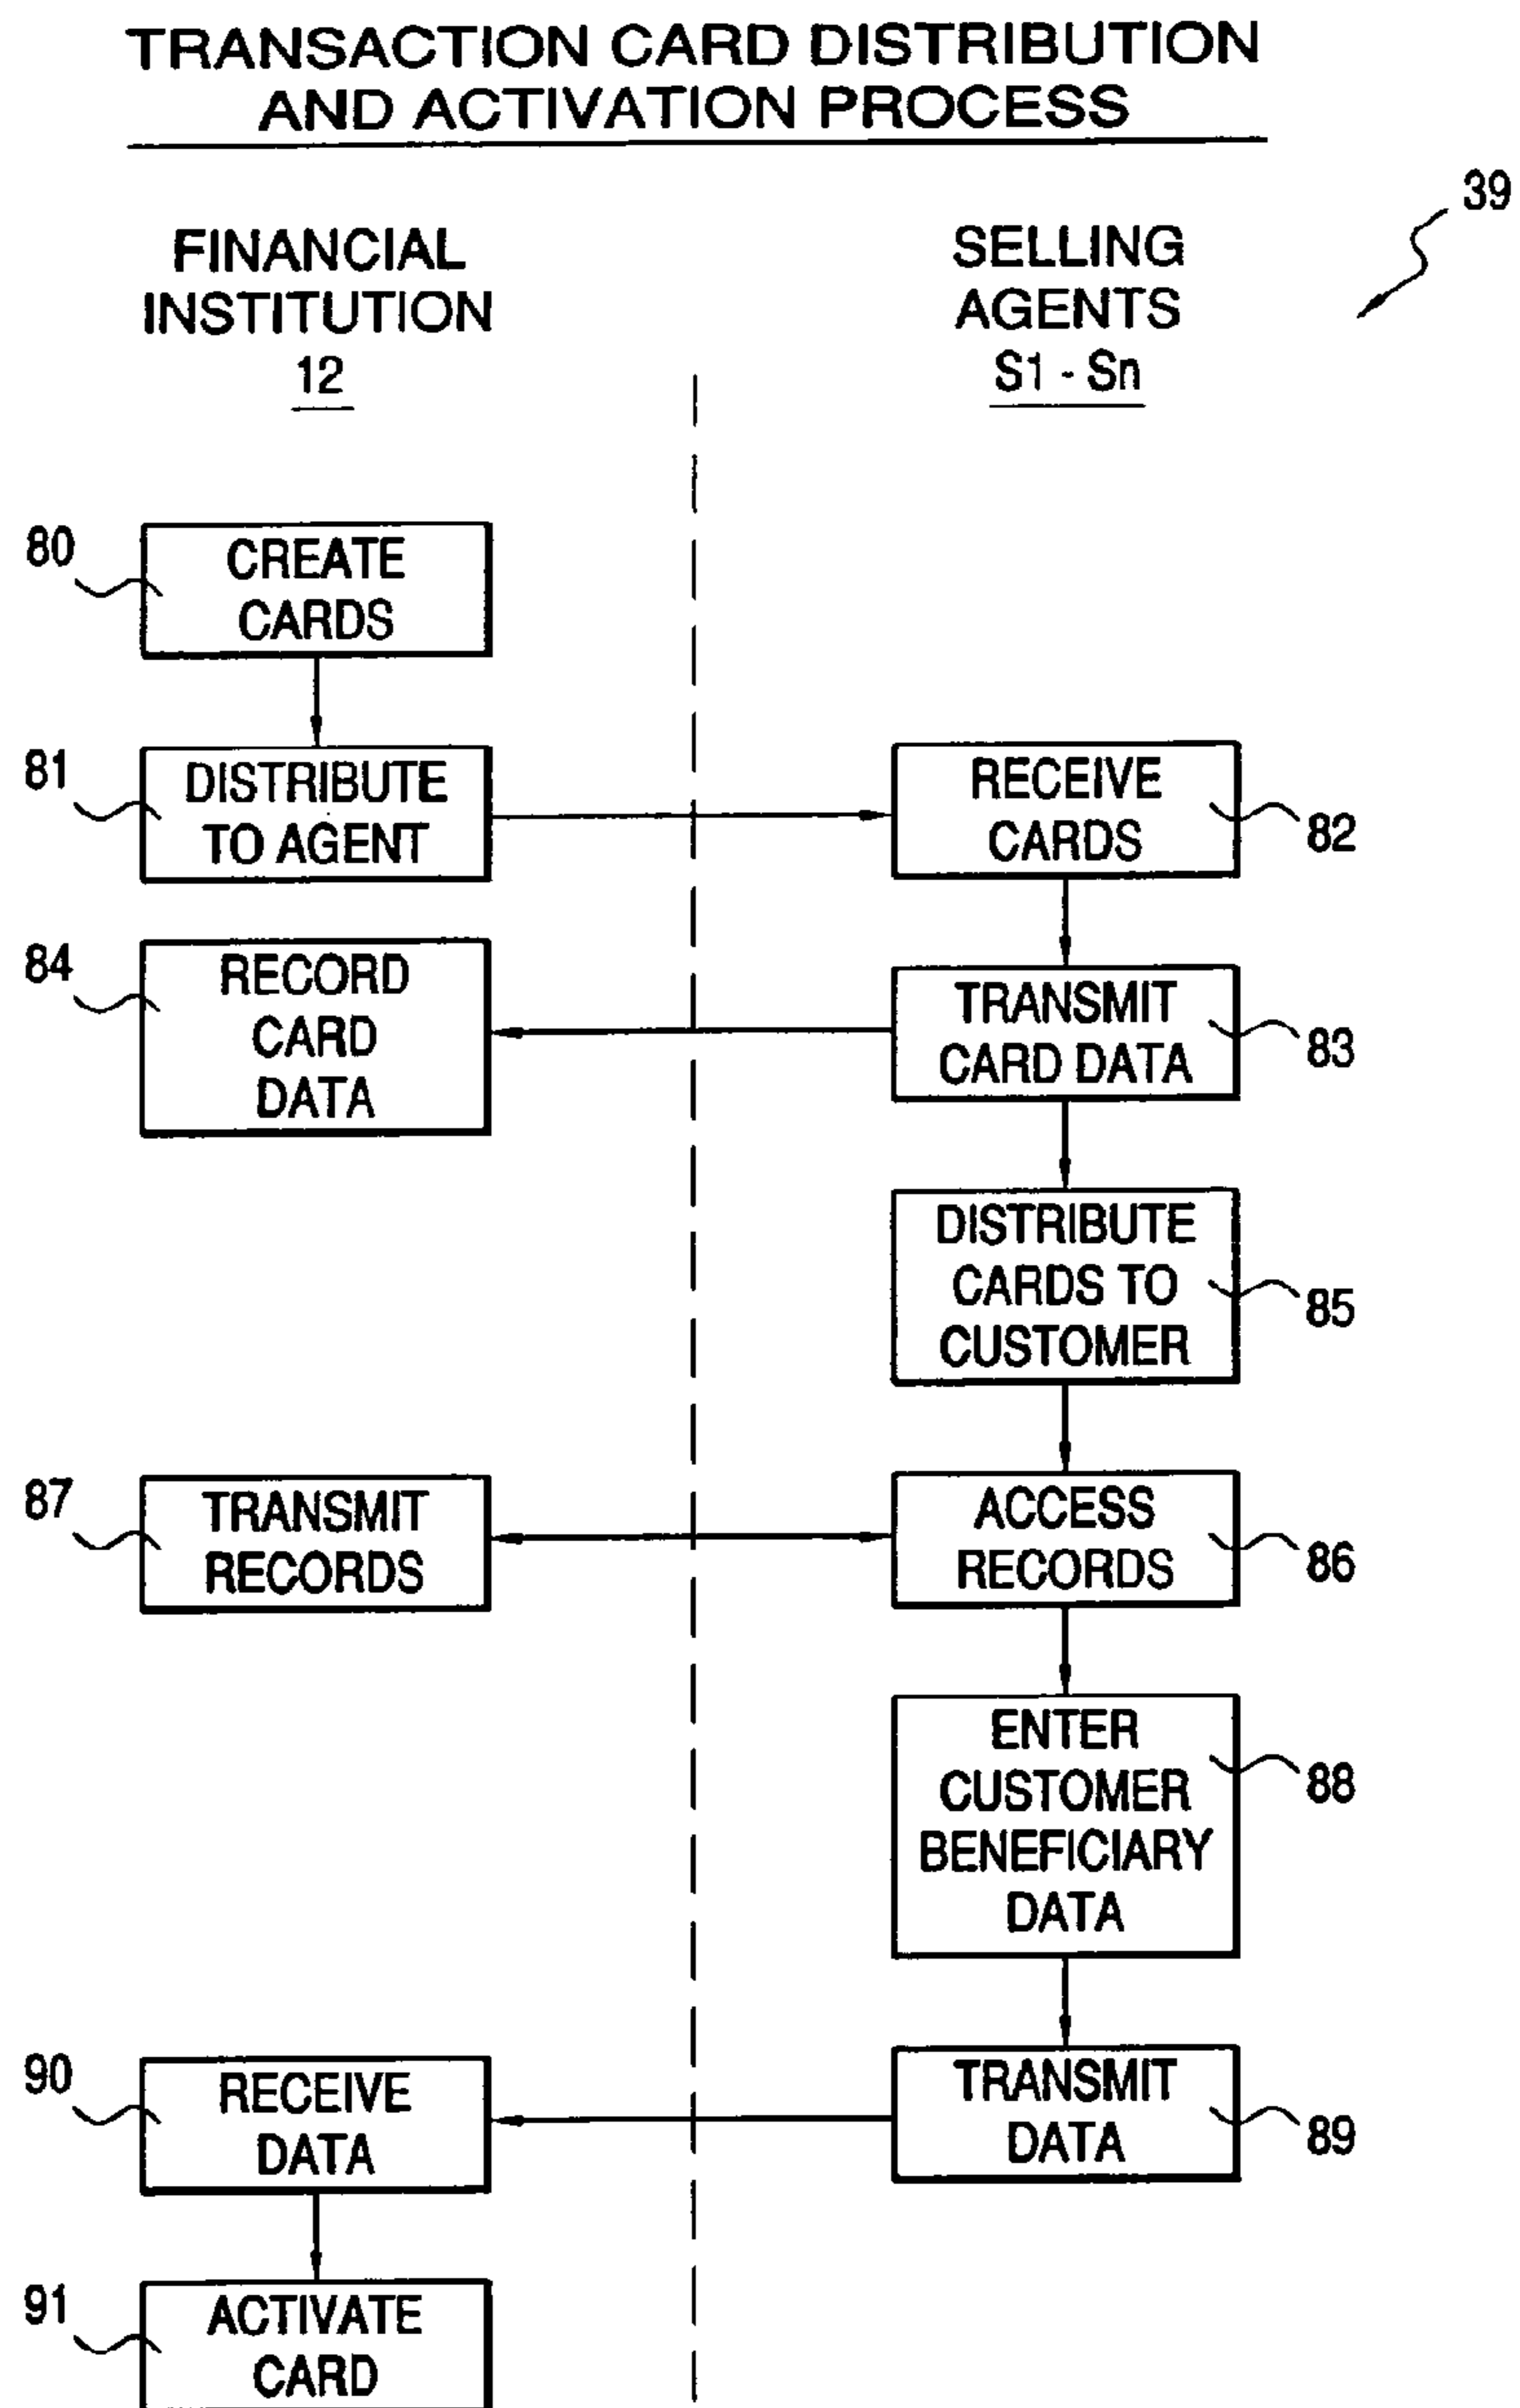 TRANSACTION CARD DISTRIBUTION
AND ACTIVATION PROCESS
39
FINANCIAL
INSTITUTION
12
SELLING
AGENTS
S1 - Sn
80
CREATE
CARDS
81
DISTRIBUTE
TO AGENT
RECEIVE
CARDS
82
84
RECORD
CARD
DATA
TRANSMIT
CARD DATA
83
DISTRIBUTE
CARDS TO
CUSTOMER
85
87
TRANSMIT
RECORDS
ACCESS
RECORDS
86
ENTER
CUSTOMER
BENEFICIARY
DATA
88
90
RECEIVE
DATA
TRANSMIT
DATA
89
91
ACTIVATE
CARD